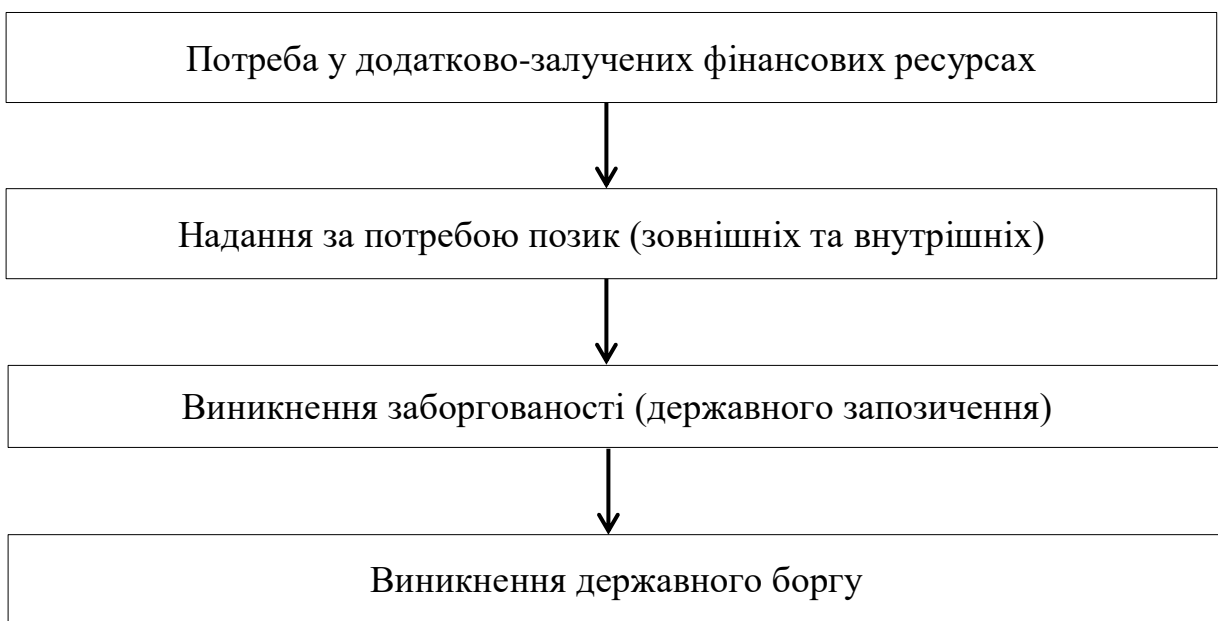 Потреба у додатково-залучених фінансових ресурсах
Надання за потребою позик (зовнішніх та внутрішніх)
Виникнення заборгованості (державного запозичення)
Виникнення державного боргу